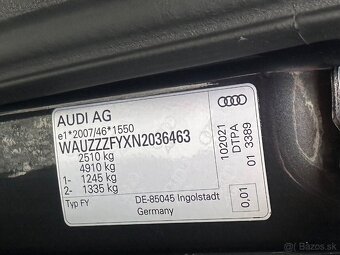 AUDI AG
e1*2007/46*1550
WAUZZZFYXN2036463
2510 kg
4910 kg
1- 1245 kg
2- 1335 kg
Typ FY
DE-85045 Ingolstadt
Germany
102021
DTPA
01 3389
0,01
Bazos.sk